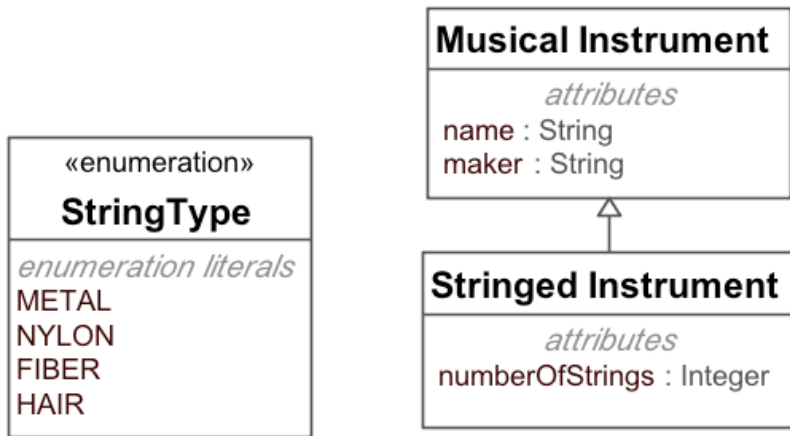 «enumeration»
StringType
enumeration literals
METAL
NYLON
FIBER
HAIR
Musical Instrument
attributes
name : String
maker : String
Stringed Instrument
attributes
numberOfStrings : Integer